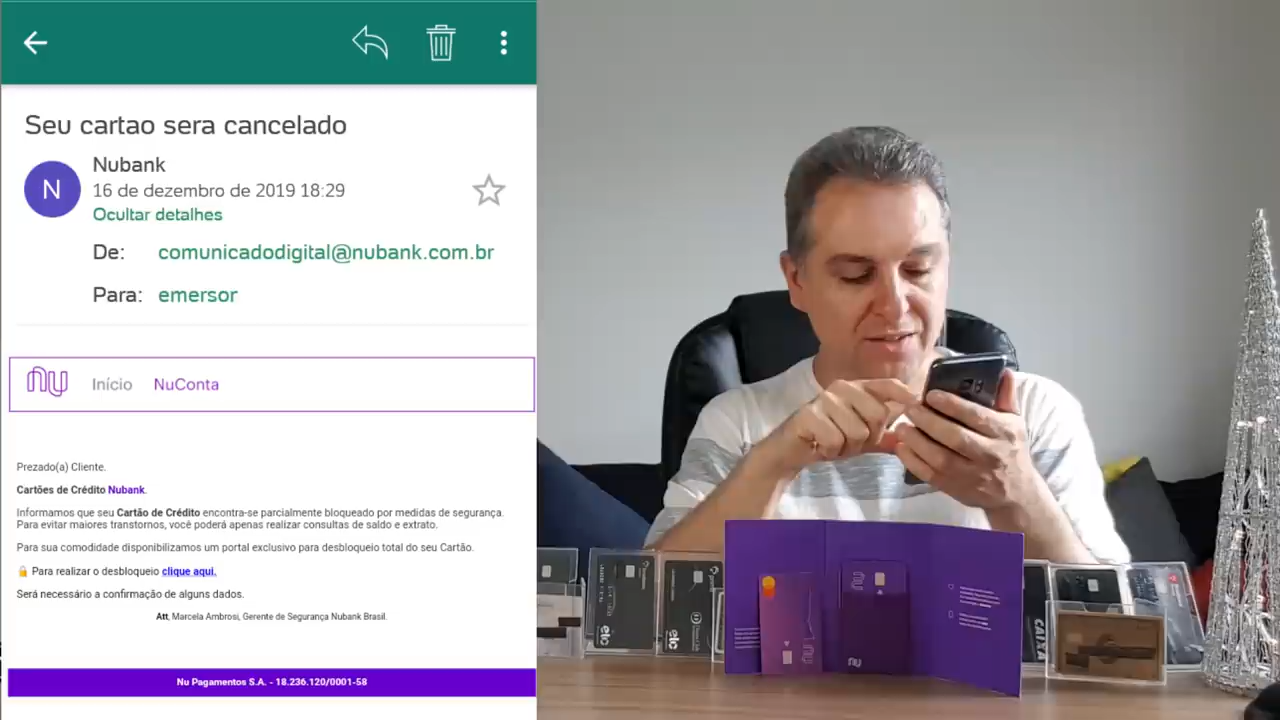 Seu cartao sera cancelado
N
Nubank
16 de dezembro de 2019 18:29
Ocultar detalhes
De: comunicadodigital@nubank.com.br
Para: emersor
nu Início NuConta
Prezado(a) Cliente.
Cartões de Crédito Nubank.
Informamos que seu Cartão de Crédito encontra-se parcialmente bloqueado por medidas de segurança.
Para evitar maiores transtornos, você poderá apenas realizar consultas de saldo e extrato.
Para sua comodidade disponibilizamos um portal exclusivo para desbloqueio total do seu Cartão.
Para realizar o desbloqueio clique aqui.
Será necessário a confirmação de alguns dados.
Att, Marcela Ambrosi, Gerente de Segurança Nubank Brasil.
Nu Pagamentos S.A. - 18.236.120/0001-58
elo
elo
nu
nu
nu
CAIXA